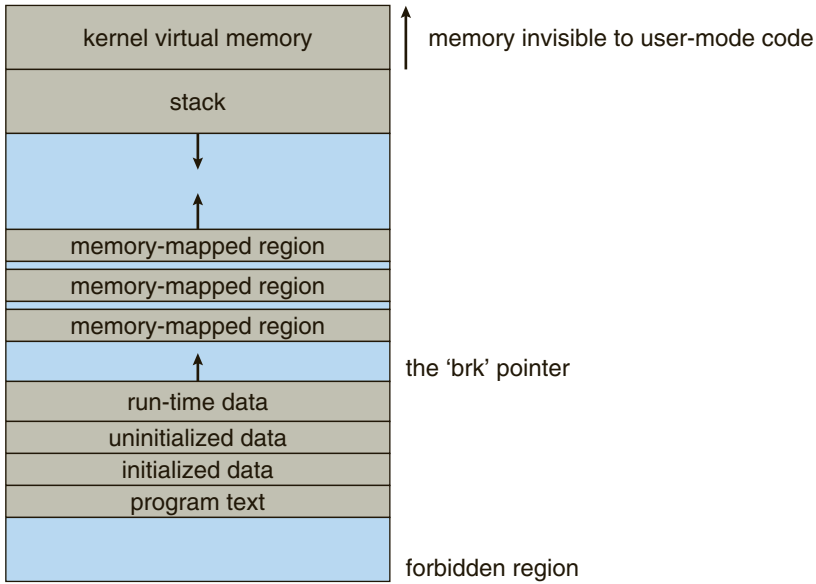 kernel virtual memory
memory invisible to user-mode code
stack
memory-mapped region
memory-mapped region
memory-mapped region
the ‘brk’ pointer
run-time data
uninitialized data
initialized data
program text
forbidden region